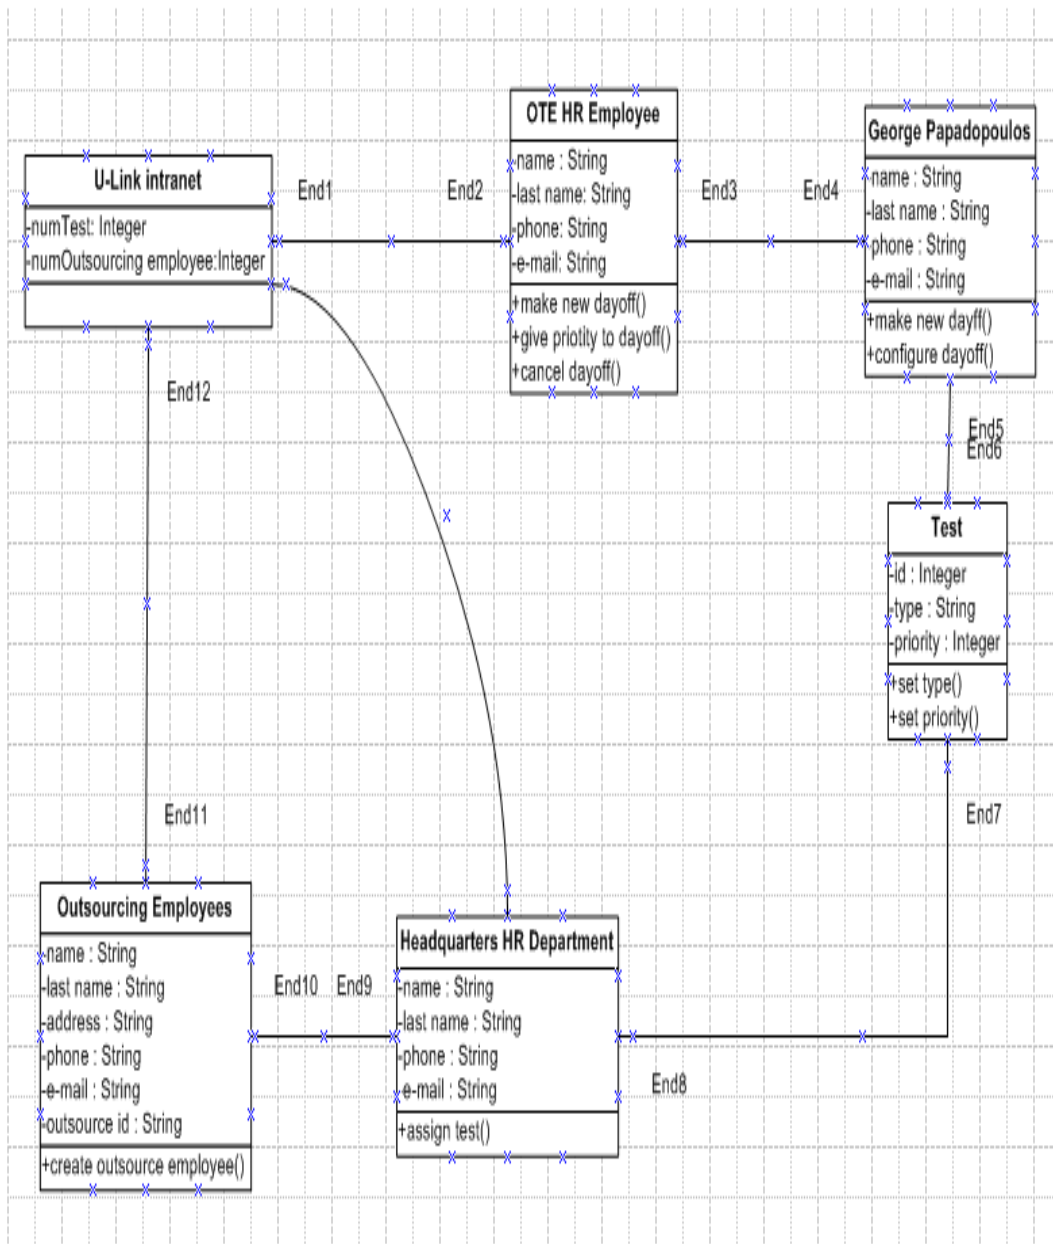 U-Link intranet
-numTest: Integer
-numOutsourcing employee:Integer
End1
End2
OTE HR Employee
-name : String
-last name: String
-phone: String
-e-mail: String
+make new dayoff()
+give priotity to dayoff()
+cancel dayoff()
End3
End4
George Papadopoulos
-name : String
-last name : String
-phone : String
-e-mail : String
+make new dayff()
+configure dayoff()
End5
End6
Test
-id : Integer
-type : String
-priority : Integer
+set type()
+set priority()
End7
End12
End11
Outsourcing Employees
-name : String
-last name : String
-address : String
-phone : String
-e-mail : String
-outsource id : String
+create outsource employee()
End10
End9
Headquarters HR Department
-name : String
-last name : String
-phone : String
-e-mail : String
+assign test()
End8